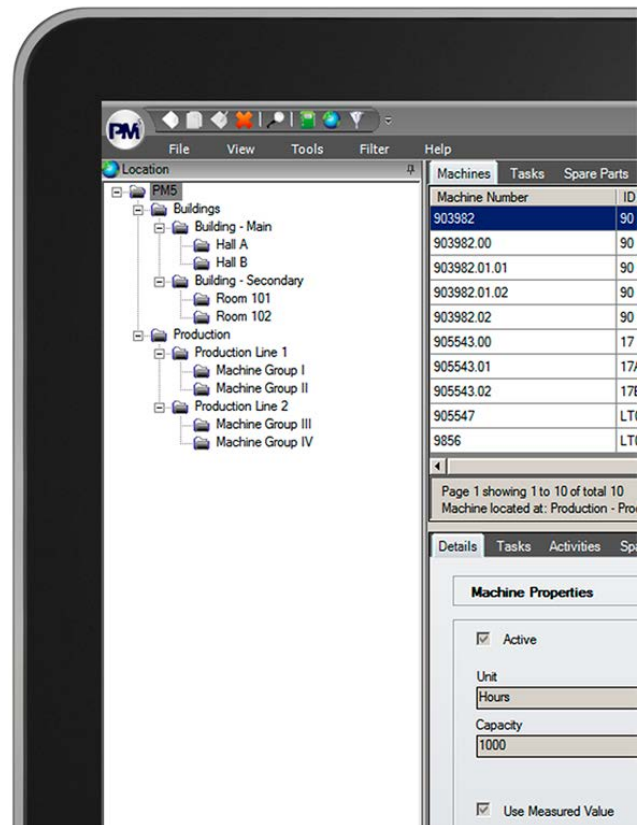 PM
File View Tools Filter Help
Location
PM5
Buildings
Building - Main
Hall A
Hall B
Building - Secondary
Room 101
Room 102
Production
Production Line 1
Machine Group I
Machine Group II
Production Line 2
Machine Group III
Machine Group IV
Machines Tasks Spare Parts
Machine Number ID
903982 90
903982.00 90
903982.01.01 90
903982.01.02 90
903982.02 90
905543.00 17
905543.01 17A
905543.02 17B
905547
9856
Page 1 showing 1 to 10 of total 10
Machine located at: Production -
Details Tasks Activities
Machine Properties
Active
Unit
Hours
Capacity
1000
Use Measured Value